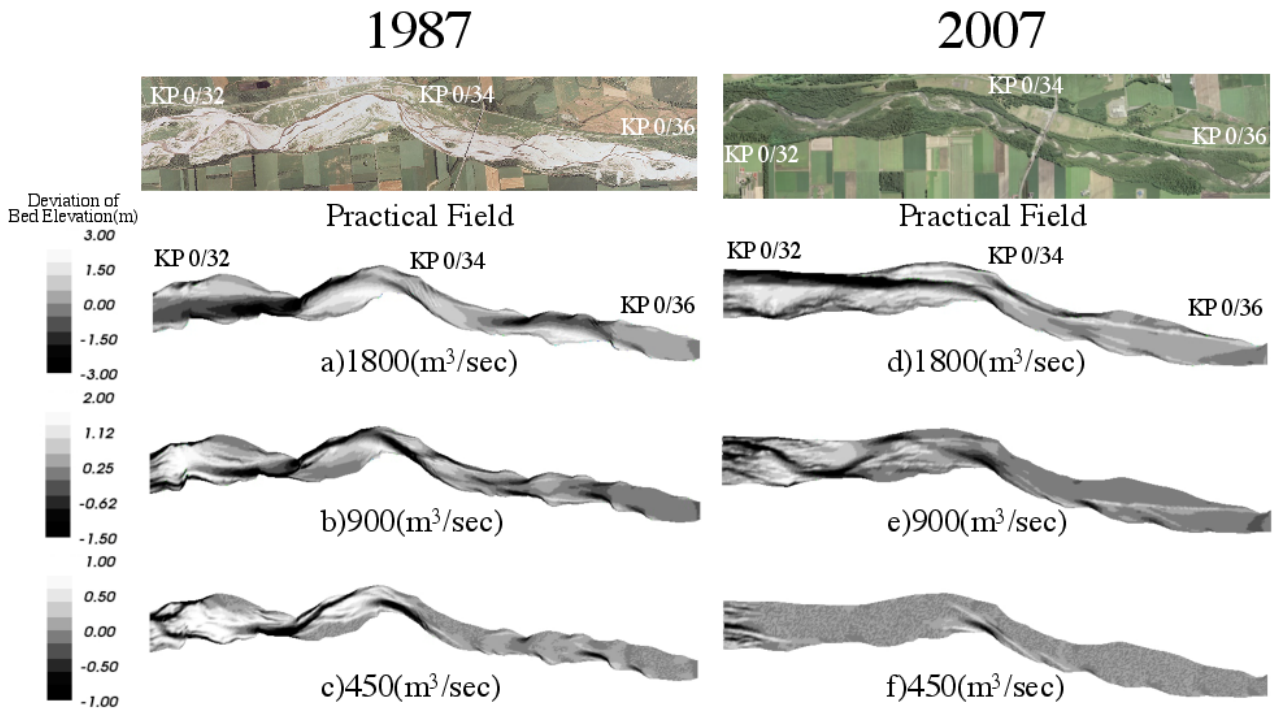 1987
2007
KP 0/32
KP 0/34
KP 0/36
KP 0/34
KP 0/36
KP 0/32
Practical Field
Practical Field
Deviation of
Bed Elevation(m)
3.00
1.50
0.00
-1.50
-3.00
KP 0/32
KP 0/34
KP 0/36
a)1800(m³/sec)
KP 0/32
KP 0/34
KP 0/36
d)1800(m³/sec)
2.00
1.12
0.25
-0.62
-1.50
b)900(m³/sec)
e)900(m³/sec)
1.00
0.50
0.00
-0.50
-1.00
c)450(m³/sec)
f)450(m³/sec)